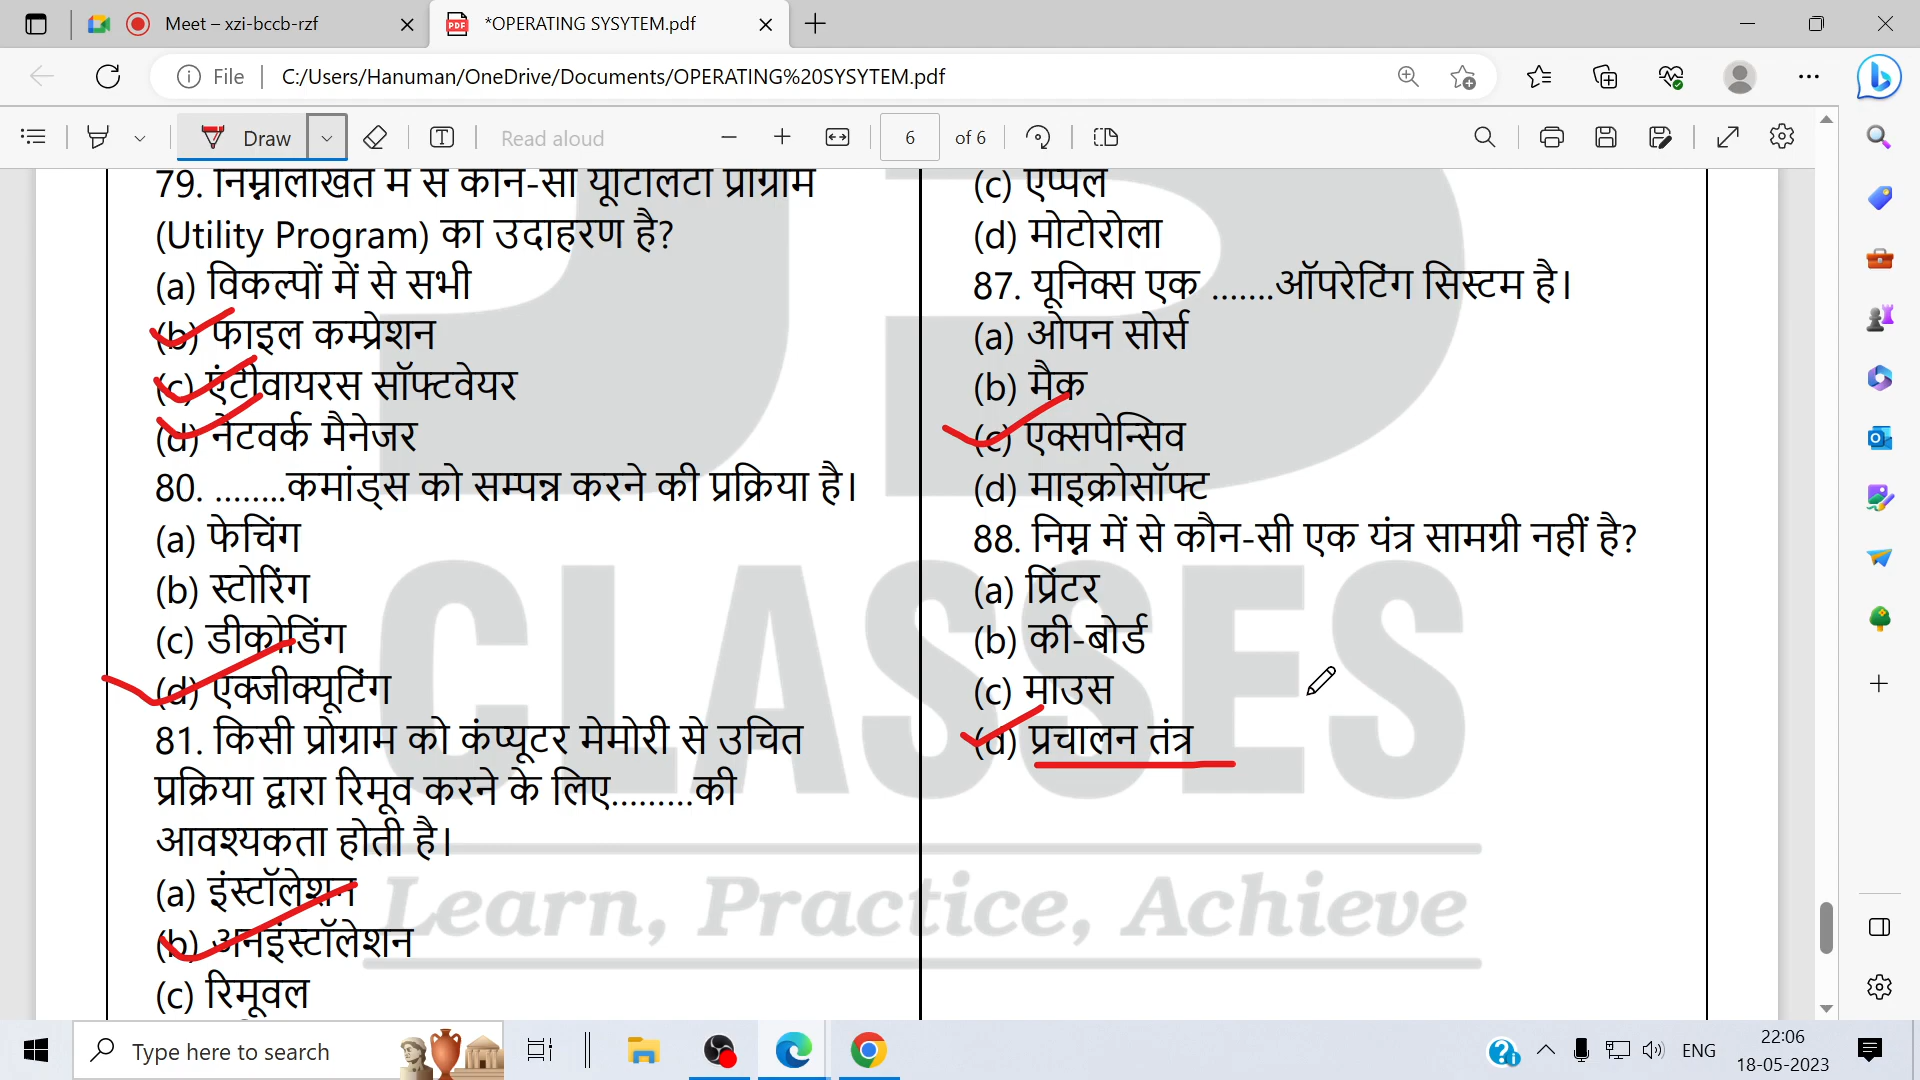 Meet – xzi-bccb-rzf
*OPERATING SYSYTEM.pdf
File
C:/Users/Hanuman/OneDrive/Documents/OPERATING%20SYSYTEM.pdf
Draw
Read aloud
6 of 6
79. निम्नलिखित में से कौन-सी यूटिलिटी प्रोग्राम
(Utility Program) का उदाहरण है?
(a) विकल्पों में से सभी
(b) फाइल कम्प्रेशन
(c) एंटीवायरस सॉफ्टवेयर
(d) नेटवर्क मैनेजर
80. ........कमांड्स को सम्पन्न करने की प्रक्रिया है।
(a) फेचिंग
(b) स्टोरिंग
(c) डीकोडिंग
(d) एक्जीक्यूटिंग
81. किसी प्रोग्राम को कंप्यूटर मेमोरी से उचित
प्रक्रिया द्वारा रिमूव करने के लिए.........की
आवश्यकता होती है।
(a) इंस्टॉलेशन
(b) अनइंस्टॉलेशन
(c) रिमूवल
(c) एप्पल
(d) मोटोरोला
87. यूनिक्स एक .......ऑपरेटिंग सिस्टम है।
(a) ओपन सोर्स
(b) मैक
(c) एक्सपेन्सिव
(d) माइक्रोसॉफ्ट
88. निम्न में से कौन-सी एक यंत्र सामग्री नहीं है?
(a) प्रिंटर
(b) की-बोर्ड
(c) माउस
(d) प्रचालन तंत्र
CLASSES
Learn, Practice, Achieve
Type here to search
ENG
22:06
18-05-2023